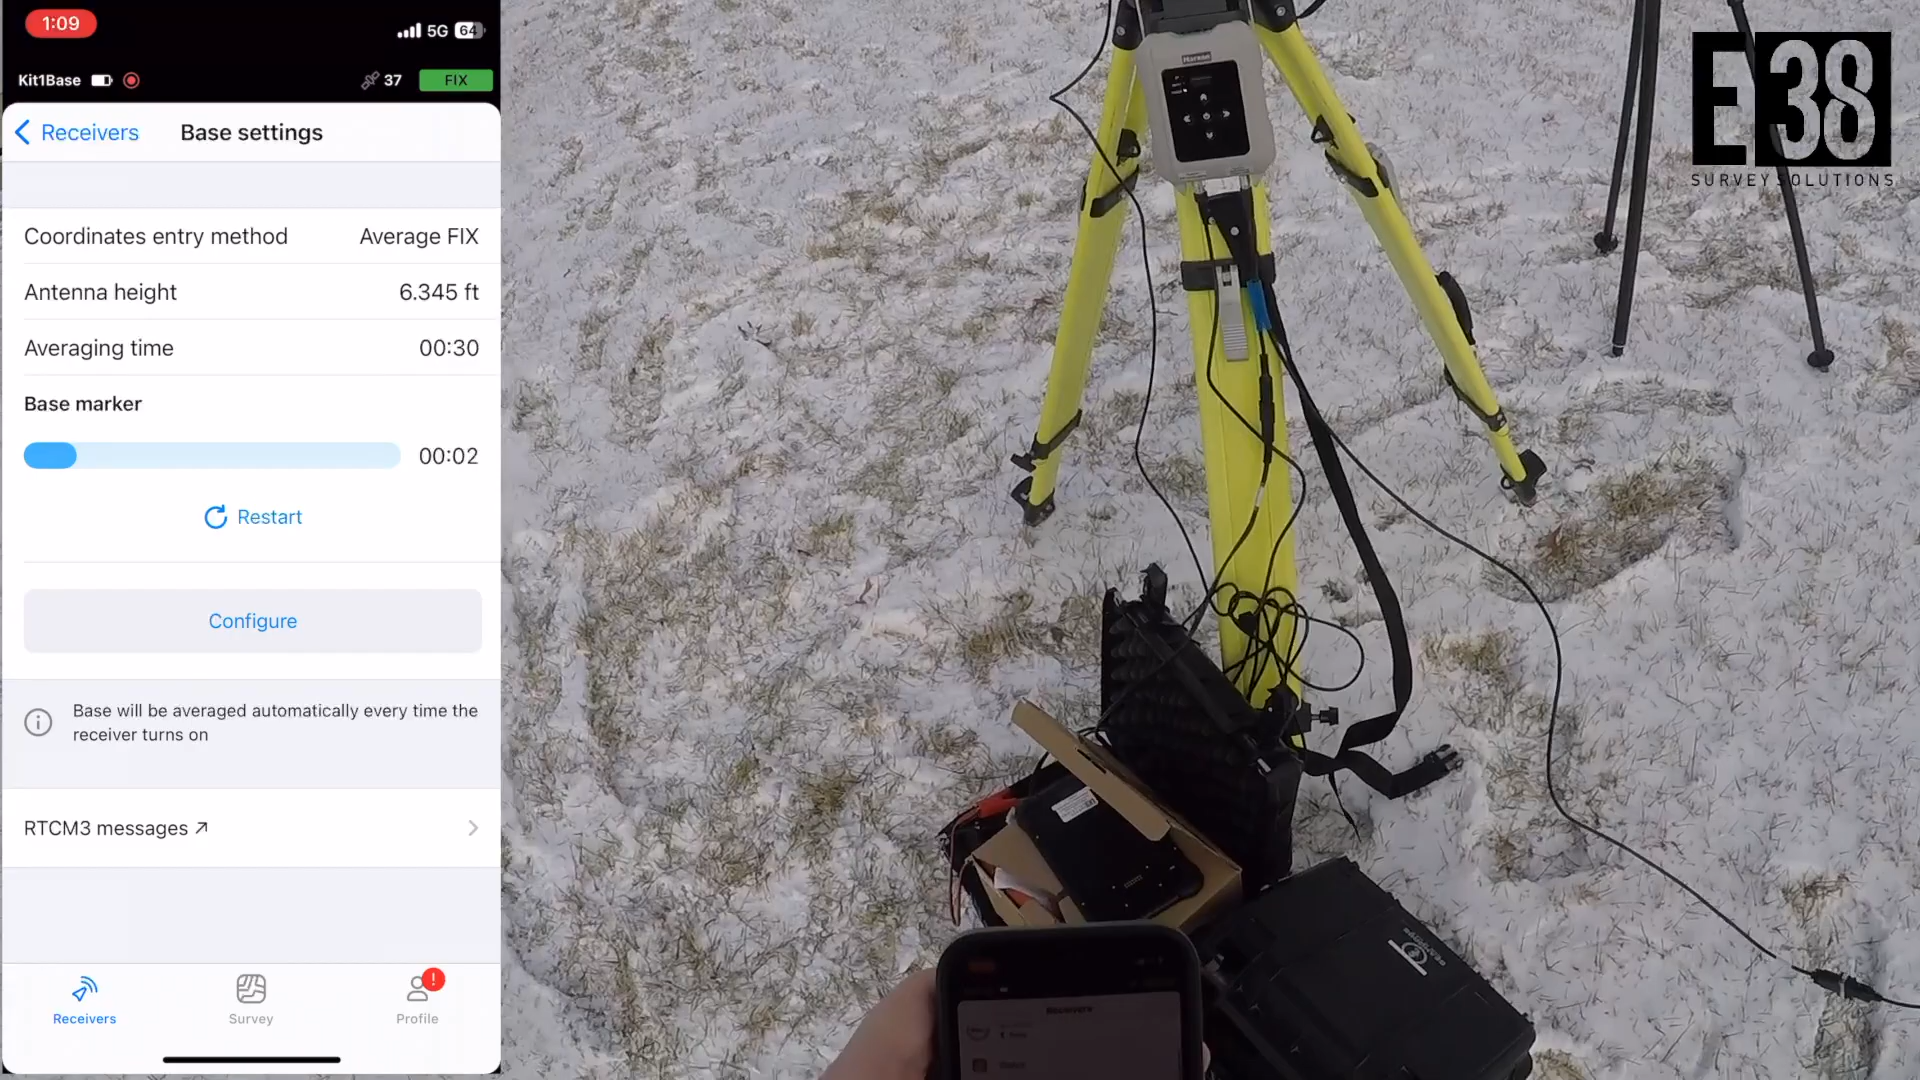 1:09
5G 64
Kit1Base 37 FIX
Receivers Base settings
Coordinates entry method Average FIX
Antenna height 6.345 ft
Averaging time 00:30
Base marker
00:02
Restart
Configure
Base will be averaged automatically every time the
receiver turns on
RTCM3 messages
Receivers Survey Profile
E38
SURVEY SOLUTIONS
Harxon
Receivers